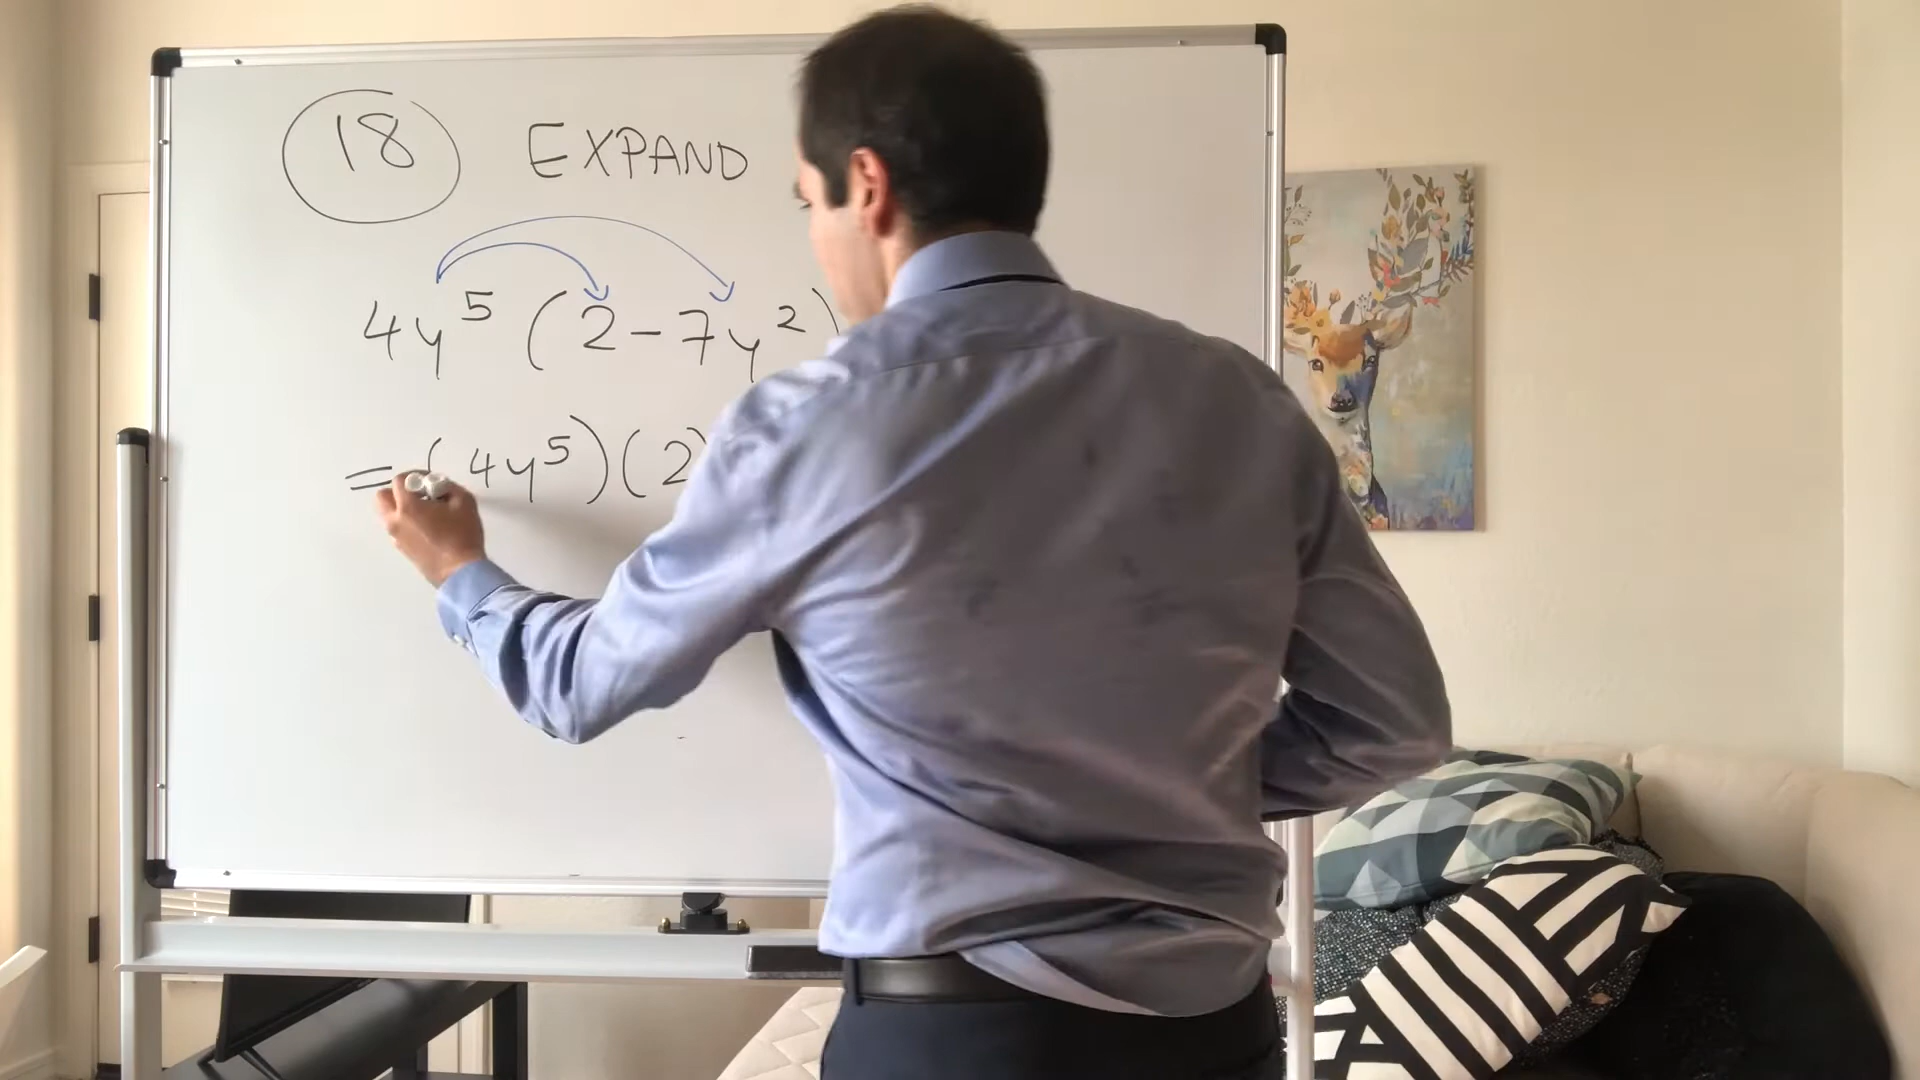 18 EXPAND
4y⁵ (2 - 7y²)
= (4y⁵)(2)